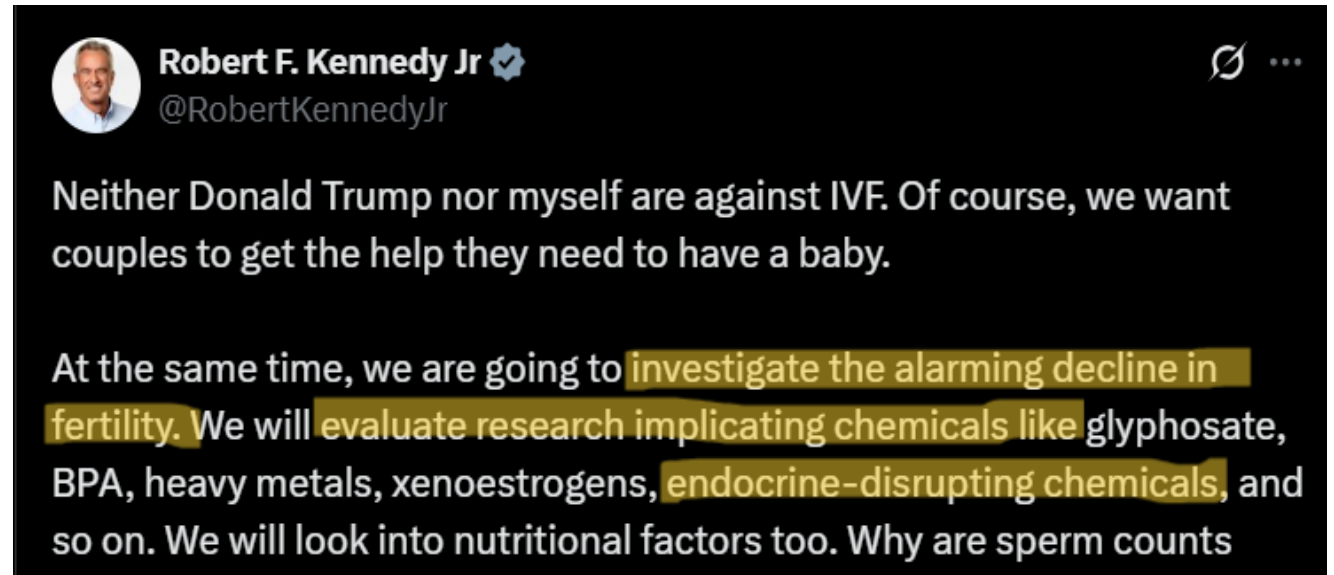 Robert F. Kennedy Jr
@RobertKennedyJr
Neither Donald Trump nor myself are against IVF. Of course, we want
couples to get the help they need to have a baby.
At the same time, we are going to investigate the alarming decline in
fertility. We will evaluate research implicating chemicals like glyphosate,
BPA, heavy metals, xenoestrogens, endocrine-disrupting chemicals, and
so on. We will look into nutritional factors too. Why are sperm counts